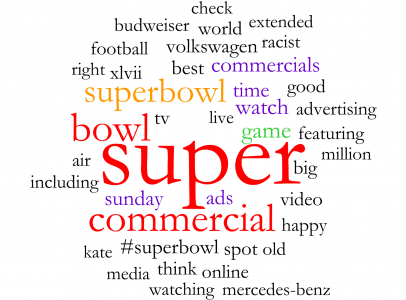 check
budweiser world extended
football volkswagen racist
right xlvii best commercials
superbowl time good
watch advertising
bowl tv live game featuring
air super big million
including
sunday ads video
commercial happy
kate #superbowl spot old
media think online
watching mercedes-benz